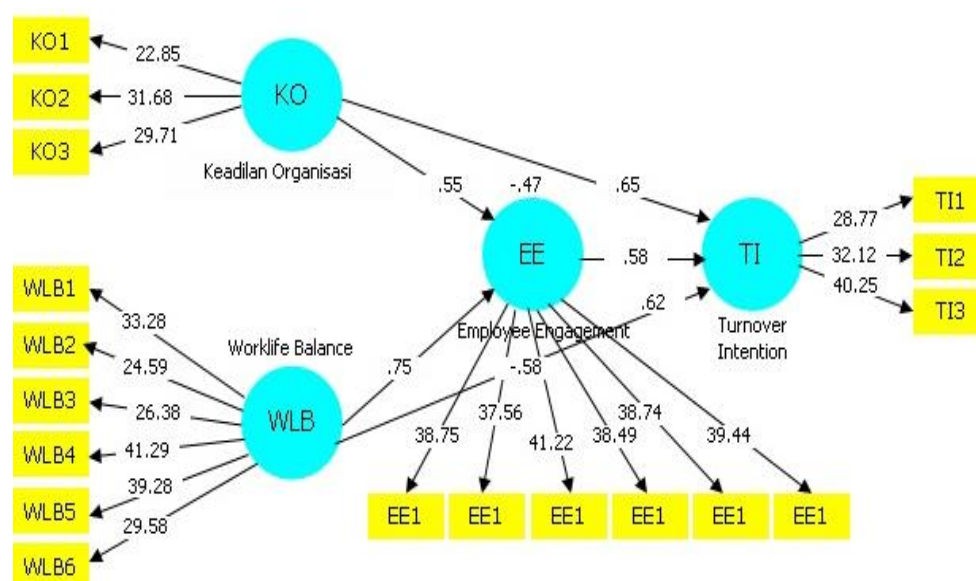 KO1
22.85
KO
KO2
31.68
KO3
29.71
Keadilan Organisasi
.55
-.47
.65
TI1
28.77
EE
.58
TI
32.12
TI2
40.25
TI3
WLB1
33.28
.62
Employee Engagement
Turnover
Intention
WLB2
Worklife Balance
24.59
.75
-.58
WLB3
26.38
WLB
WLB4
41.29
38.75
37.56
41.22
38.49
38.74
39.44
WLB5
39.28
29.58
WLB6
EE1
EE1
EE1
EE1
EE1
EE1